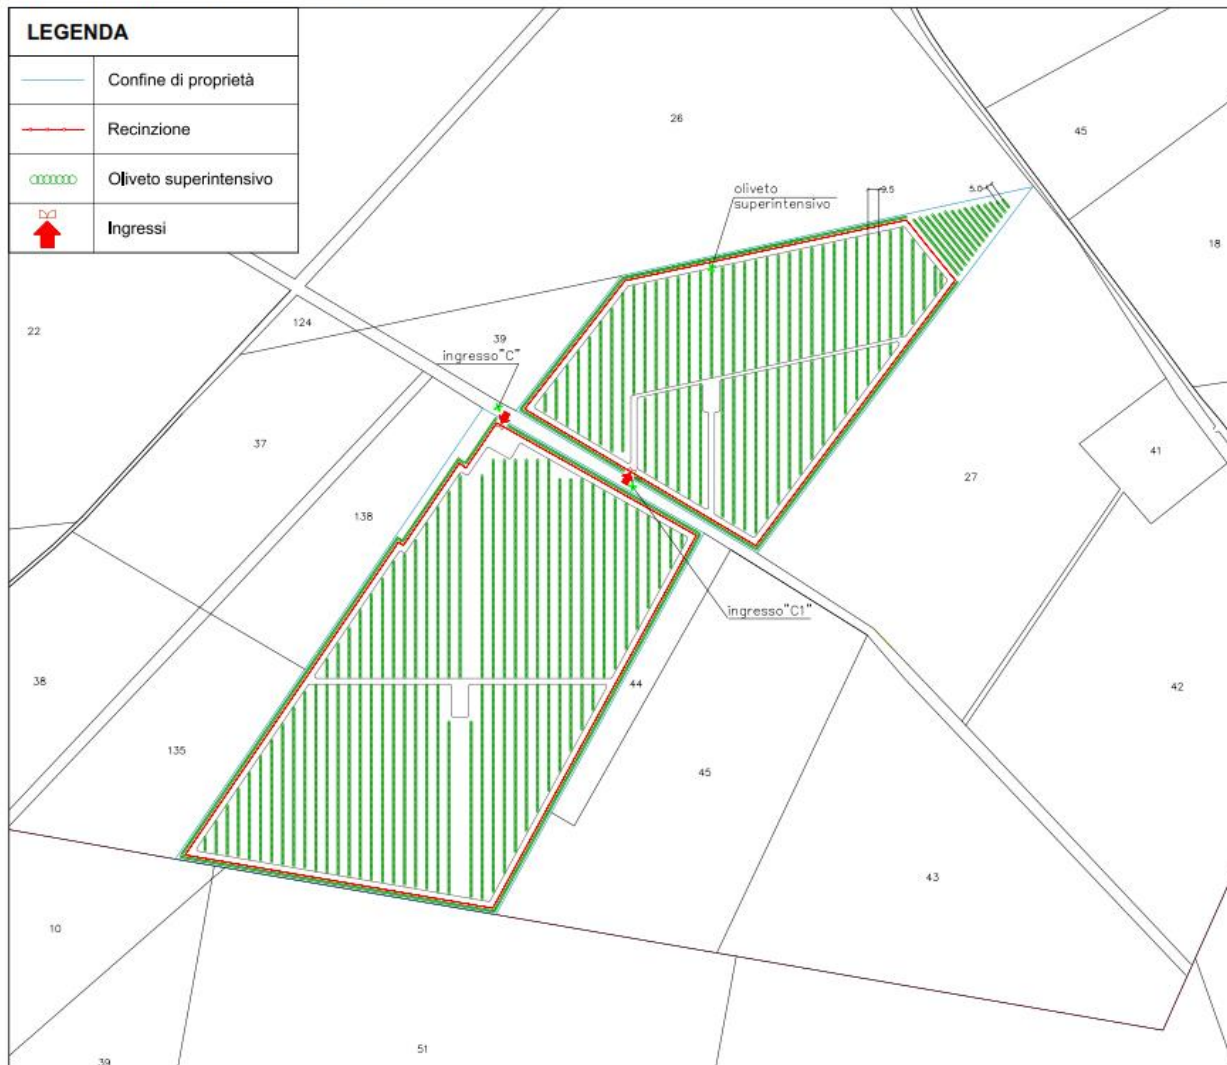 LEGENDA
Confine di proprietà
Recinzione
Oliveto superintensivo
Ingressi
26
45
oliveto
superintensivo
9.5
5.0
18
22
124
39
ingresso"C"
37
41
27
138
ingresso"C1"
38
44
42
135
45
43
10
51
39